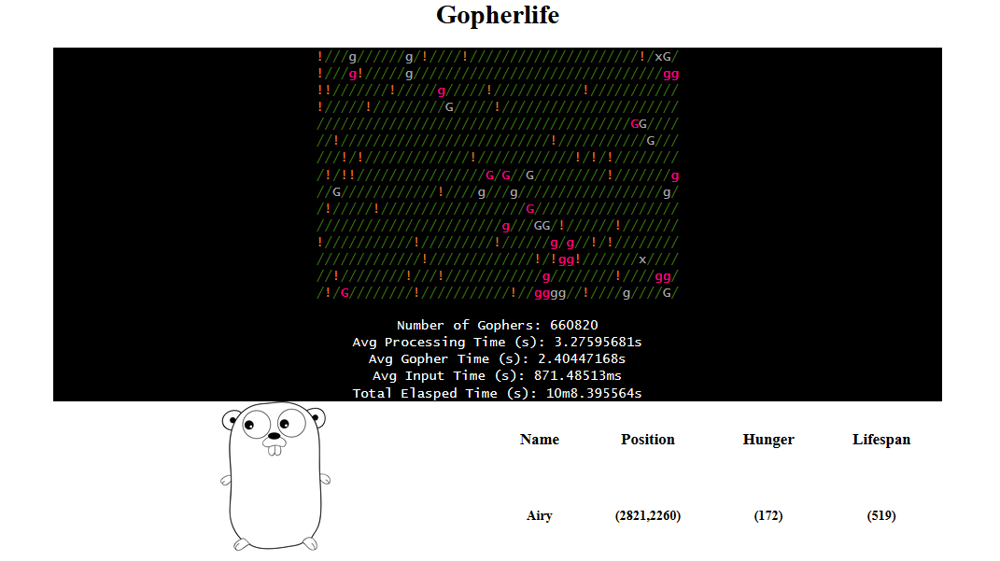 Gopherlife
!///g//////g/!////!/////////////////////!/xG/
!///g!/////g///////////////////////////////gg
!!///////!/////g/////!///////////!///////////
!/////!/////////G/////!//////////////////////
///////////////////////////////////////GG////
//!//////////////////////////!///////////G///
///!/!/////////////!////////////!/!/!////////
/!/!!////////////////G/G//G/////////!///////g
//G////////////!////g///g//////////////////g/
/!/////!//////////////////G//////////////////
///////////////////////g///GG/!//////!///////
!///////////!/////////!//////g/g//!/!////////
/////////////!/////////////!/!gg!///////x////
//!////////!///!////////////g////////!////gg/
/!/G////////!///////////!//gggg//!////g////G/
Number of Gophers: 660820
Avg Processing Time (s): 3.27595681s
Avg Gopher Time (s): 2.40447168s
Avg Input Time (s): 871.48513ms
Total Elasped Time (s): 10m8.395564s
Name Position Hunger Lifespan
Airy (2821,2260) (172) (519)